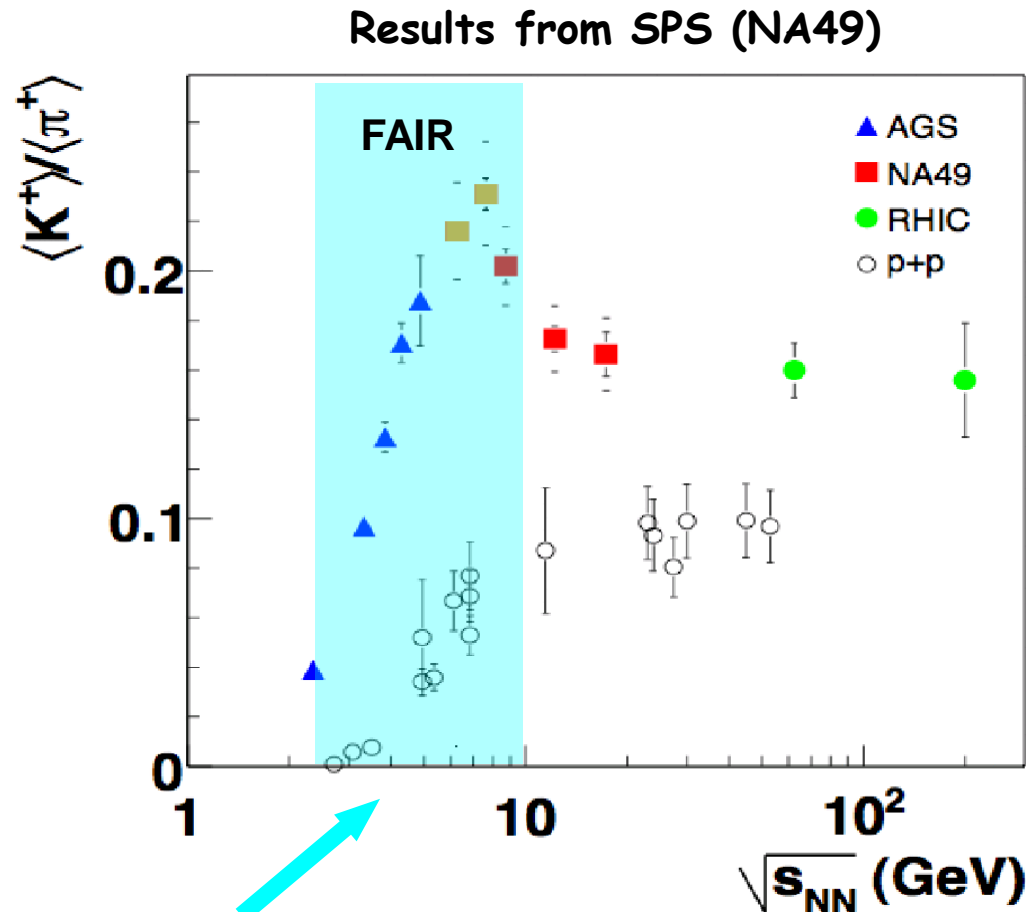 Results from SPS (NA49)
⟨K⁺⟩/⟨π⁺⟩
FAIR
AGS
NA49
RHIC
p+p
0.2
0.1
0
1
10
10²
√sNN (GeV)